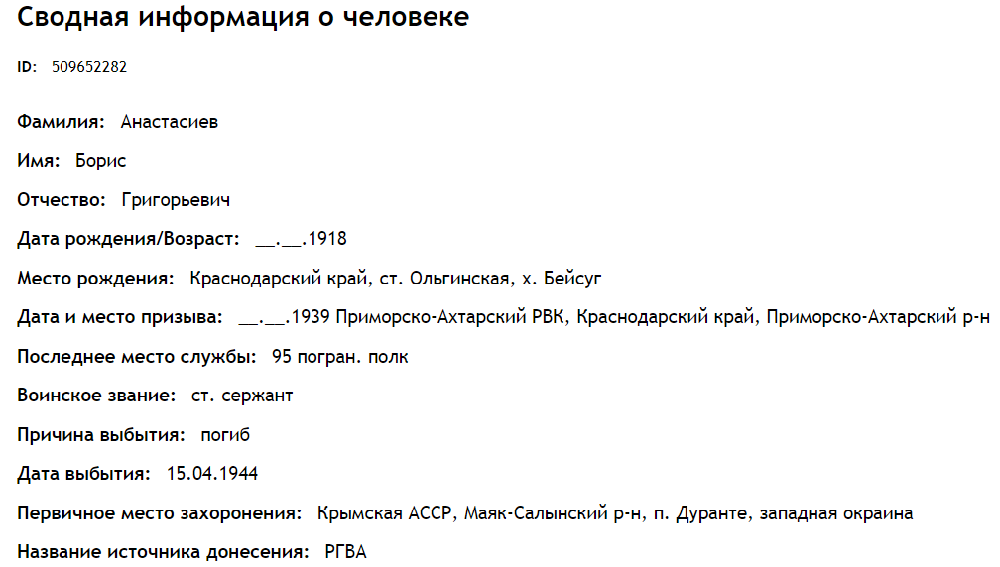 Сводная информация о человеке
ID: 509652282
Фамилия: Анастасиев
Имя: Борис
Отчество: Григорьевич
Дата рождения/Возраст: __.__.1918
Место рождения: Краснодарский край, ст. Ольгинская, х. Бейсуг
Дата и место призыва: __.__.1939 Приморско-Ахтарский РВК, Краснодарский край, Приморско-Ахтарский р-н
Последнее место службы: 95 погран. полк
Воинское звание: ст. сержант
Причина выбытия: погиб
Дата выбытия: 15.04.1944
Первичное место захоронения: Крымская АССР, Маяк-Салынский р-н, п. Дуранте, западная окраина
Название источника донесения: РГВА